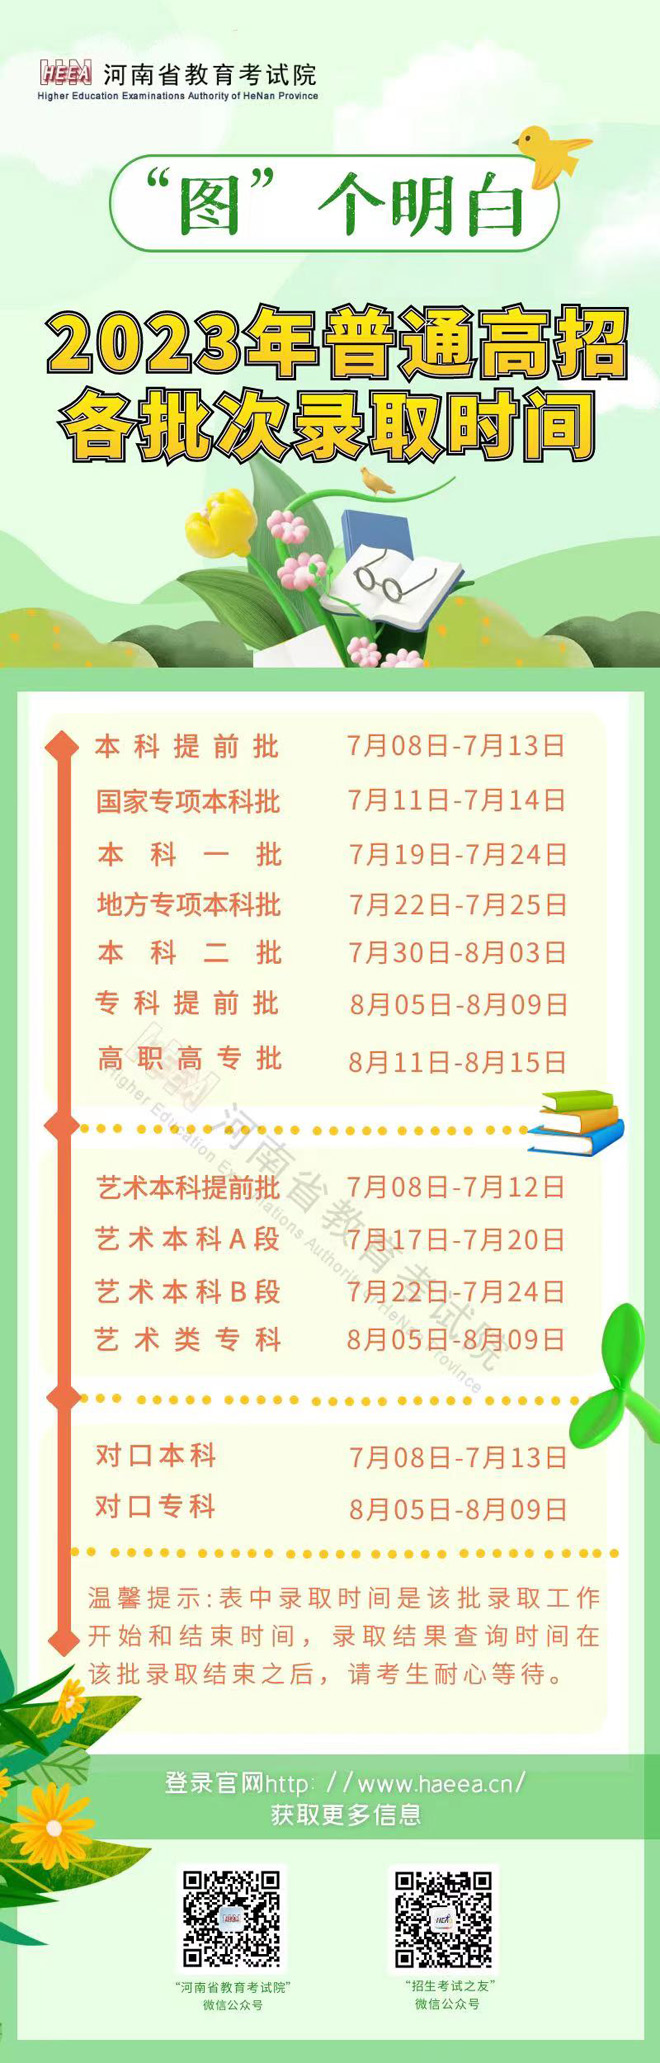 HEEA 河南省教育考试院
Higher Education Examinations Authority of HeNan Province
“图”个明白
2023年普通高招
各批次录取时间
本科提前批 7月08日-7月13日
国家专项本科批 7月11日-7月14日
本科一批 7月19日-7月24日
地方专项本科批 7月22日-7月25日
本科二批 7月30日-8月03日
专科提前批 8月05日-8月09日
高职高专批 8月11日-8月15日
艺术本科提前批 7月08日-7月12日
艺术本科A段 7月17日-7月20日
艺术本科B段 7月22日-7月24日
艺术类专科 8月05日-8月09日
HEEA 河南省教育考试院
Higher Education Examinations Authority of HeNan Province
对口本科 7月08日-7月13日
对口专科 8月05日-8月09日
温馨提示:表中录取时间是该批录取工作
开始和结束时间，录取结果查询时间在
该批录取结束之后，请考生耐心等待。
登录官网http: //www.haeea.cn/
获取更多信息
“河南省教育考试院”
微信公众号
“招生考试之友”
微信公众号